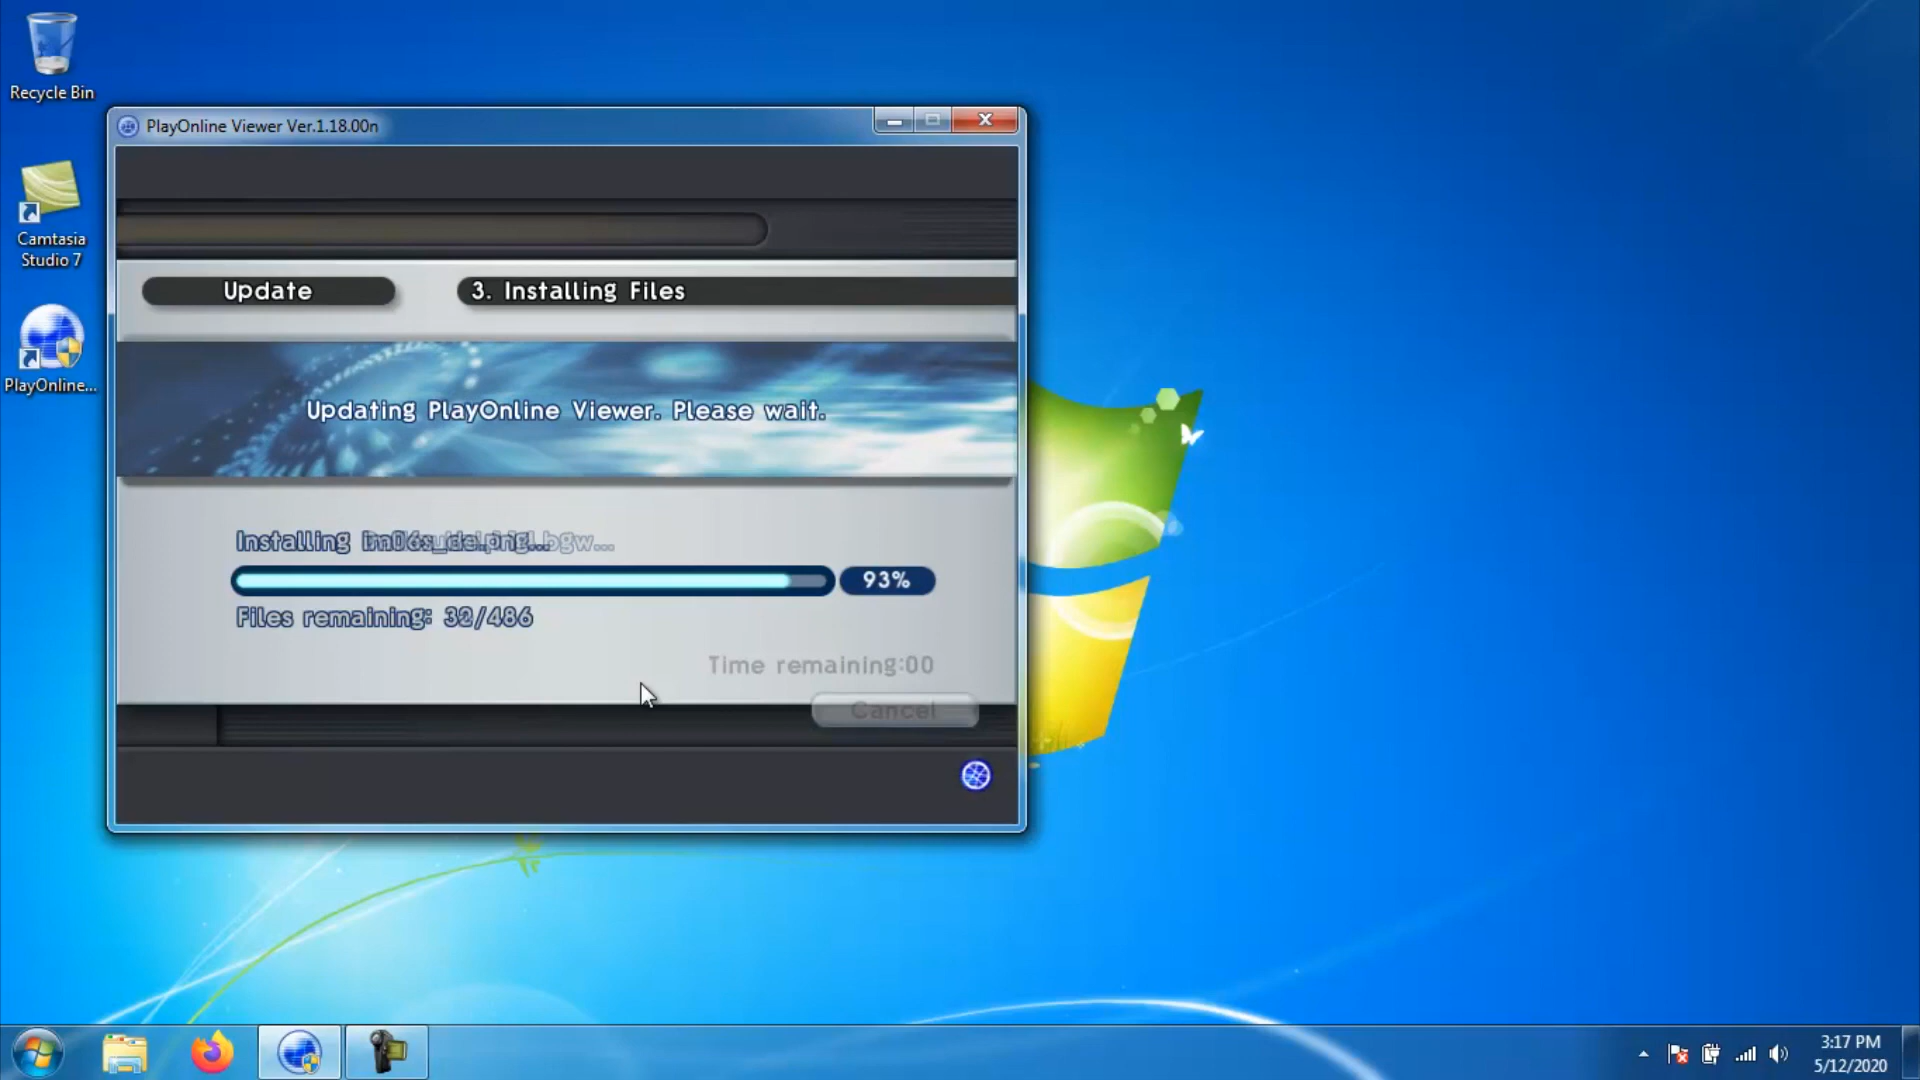 Recycle Bin
PlayOnline Viewer Ver.1.18.00n
Camtasia
Studio 7
Update
3. Installing Files
PlayOnline...
Updating PlayOnline Viewer. Please wait.
Installing
93%
Files remaining: /486
Time remaining:00
Cancel
3:17 PM
5/12/2020